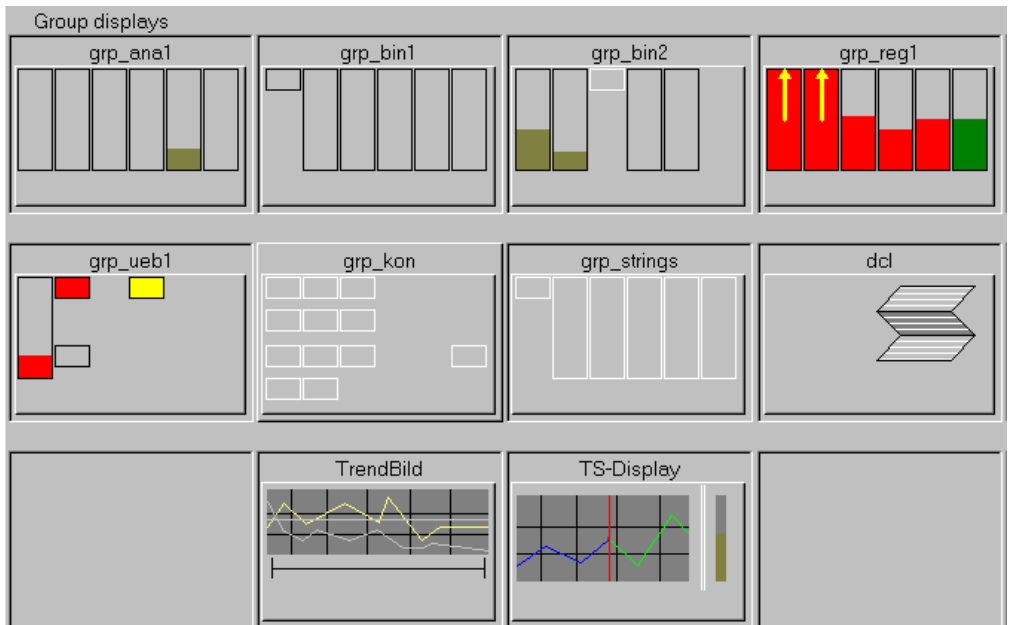 Group displays
grp_ana1
grp_bin1
grp_bin2
grp_reg1
grp_ueb1
grp_kon
grp_strings
dcl
TrendBild
TS-Display